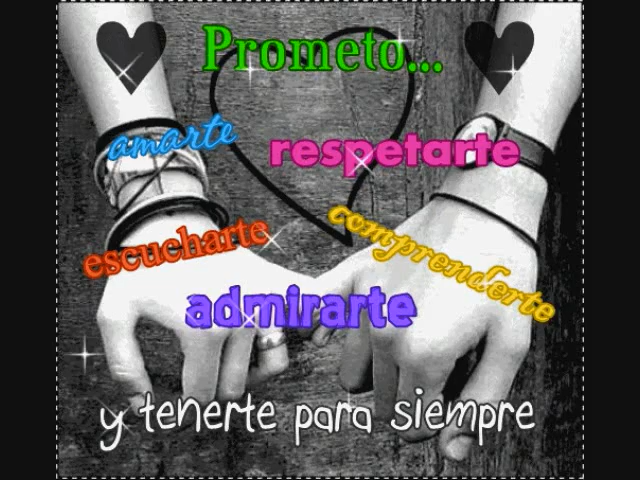 Prometo...
amarte
respetarte
escucharte
comprenderte
admirarte
y tenerte para siempre